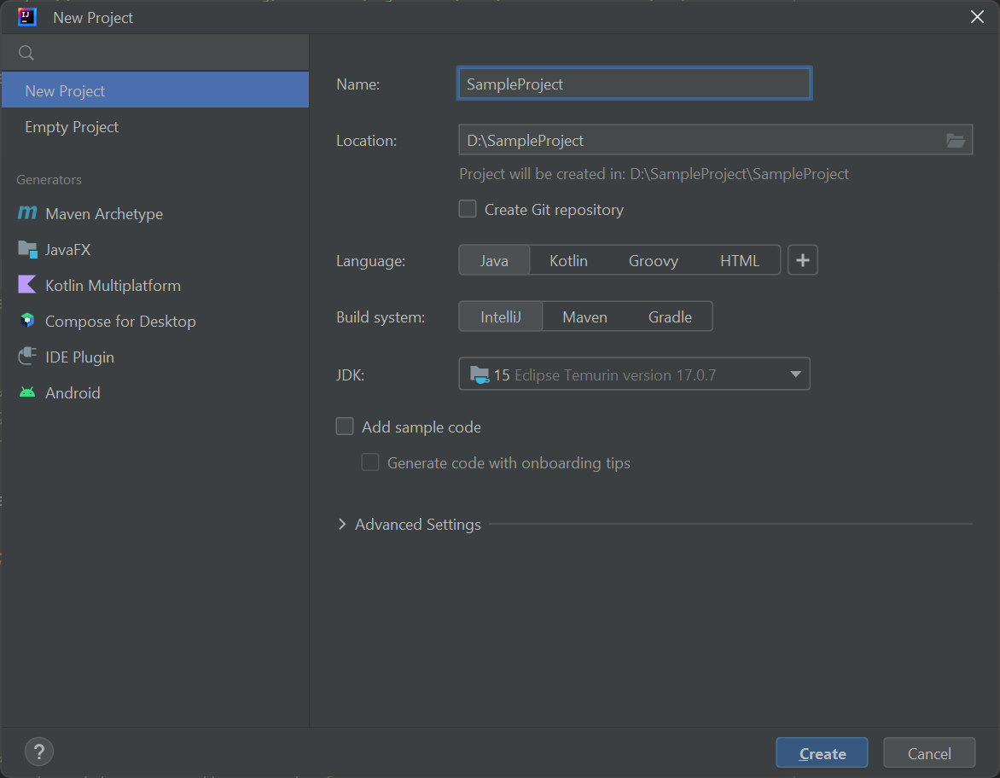 New Project
New Project
Empty Project
Generators
Maven Archetype
JavaFX
Kotlin Multiplatform
Compose for Desktop
IDE Plugin
Android
Name: SampleProject
Location: D:\SampleProject
Project will be created in: D:\SampleProject\SampleProject
Create Git repository
Language: Java Kotlin Groovy HTML +
Build system: IntelliJ Maven Gradle
JDK: 15 Eclipse Temurin version 17.0.7
Add sample code
Generate code with onboarding tips
Advanced Settings
? Create Cancel